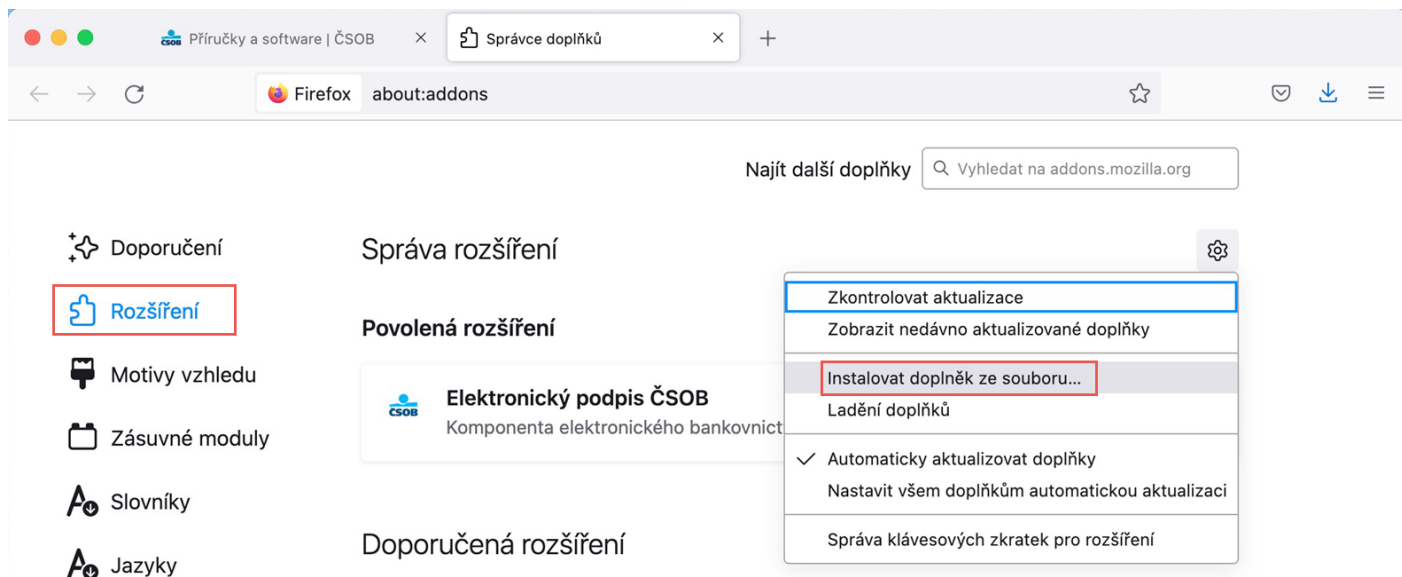 ČSOB Příručky a software | ČSOB
Správce doplňků
Firefox about:addons
Najít další doplňky Vyhledat na addons.mozilla.org
Doporučení
Rozšíření
Motivy vzhledu
Zásuvné moduly
Slovníky
Jazyky
Správa rozšíření
Povolená rozšíření
ČSOB
Elektronický podpis ČSOB
Komponenta elektronického bankovnict
Doporučená rozšíření
Zkontrolovat aktualizace
Zobrazit nedávno aktualizované doplňky
Instalovat doplněk ze souboru...
Ladění doplňků
Automaticky aktualizovat doplňky
Nastavit všem doplňkům automatickou aktualizaci
Správa klávesových zkratek pro rozšíření